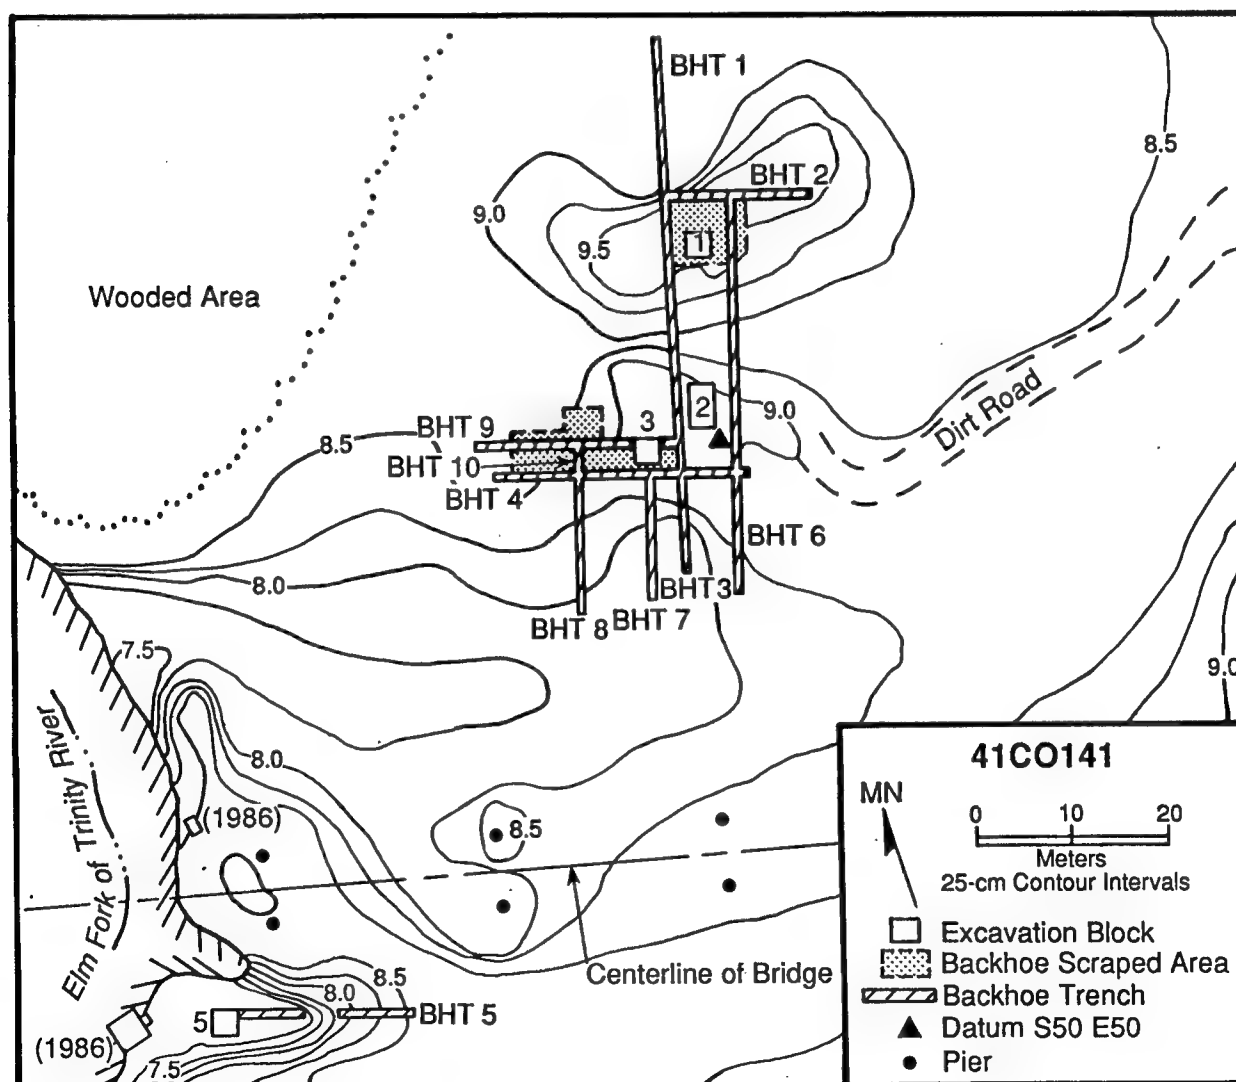 BHT 1
8.5
BHT 2
9.0
1
9.5
Wooded Area
Dirt Road
2
9.0
3
BHT 9
8.5
BHT 10
BHT 4
BHT 6
8.0
BHT 3
BHT 7
BHT 8
7.5
9.0
Elm Fork of Trinity River
8.0
(1986)
8.5
Centerline of Bridge
8.5
8.0
BHT 5
5
(1986)
7.5
41CO141
MN
0 10 20
Meters
25-cm Contour Intervals
Excavation Block
Backhoe Scraped Area
Backhoe Trench
Datum S50 E50
Pier